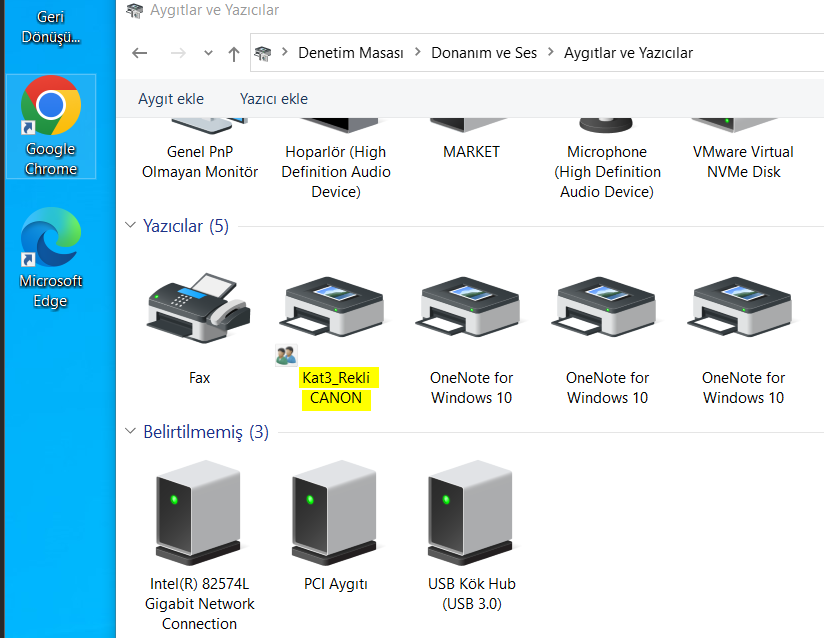 Geri
Dönüşü...
Google
Chrome
Microsoft
Edge
Aygıtlar ve Yazıcılar
Denetim Masası
Donanım ve Ses
Aygıtlar ve Yazıcılar
Aygıt ekle
Yazıcı ekle
Genel PnP
Olmayan Monitör
Hoparlör (High
Definition Audio
Device)
MARKET
Microphone
(High Definition
Audio Device)
VMware Virtual
NVMe Disk
Yazıcılar (5)
Fax
Kat3_Rekli
CANON
OneNote for
Windows 10
OneNote for
Windows 10
OneNote for
Windows 10
Belirtilmemiş (3)
Intel(R) 82574L
Gigabit Network
Connection
PCI Aygıtı
USB Kök Hub
(USB 3.0)